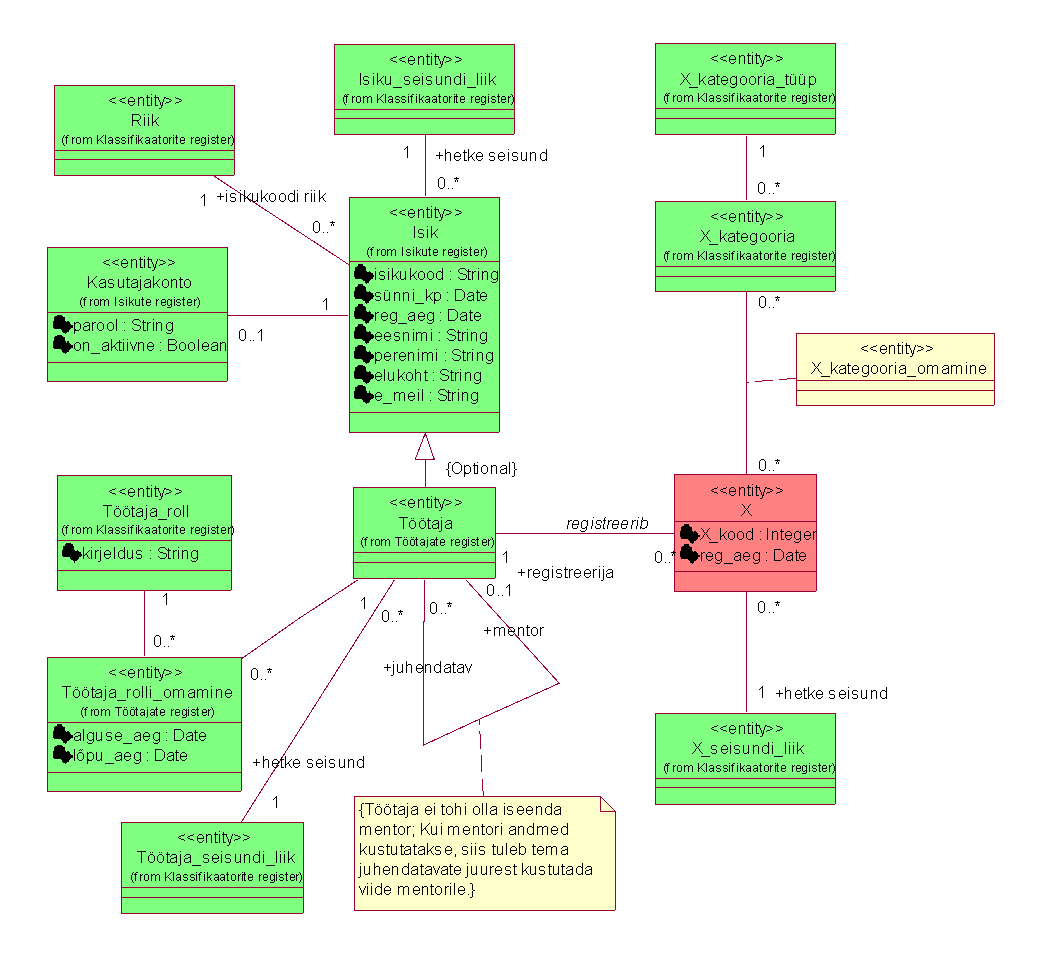 <<entity>>
Isiku_seisundi_liik
(from Klassifikaatorite register)
<<entity>>
X_kategooria_tüüp
(from Klassifikaatorite register)
<<entity>>
Riik
(from Klassifikaatorite register)
1
+hetke seisund
0..*
1
0..*
1
+isikukoodi riik
0..*
<<entity>>
Isik
(from Isikute register)
isikukood : String
sünni_kp : Date
reg_aeg : Date
eesnimi : String
perenimi : String
elukoht : String
e_meil : String
<<entity>>
X_kategooria
(from Klassifikaatorite register)
<<entity>>
Kasutajakonto
(from Isikute register)
parool : String
on_aktiivne : Boolean
1
0..1
0..*
<<entity>>
X_kategooria_omamine
0..*
{Optional}
<<entity>>
Töötaja_roll
(from Klassifikaatorite register)
kirjeldus : String
<<entity>>
Töötaja
(from Töötajate register)
registreerib
1
+registreerija
0..*
<<entity>>
X
X_kood : Integer
reg_aeg : Date
1
0..*
1
0..*
0..*
0..*
0..1
+mentor
+juhendatav
0..*
1
+hetke seisund
<<entity>>
Töötaja_rolli_omamine
(from Töötajate register)
alguse_aeg : Date
lõpu_aeg : Date
+hetke seisund
1
<<entity>>
X_seisundi_liik
(from Klassifikaatorite register)
{Töötaja ei tohi olla iseenda
mentor; Kui mentori andmed
kustutatakse, siis tuleb tema
juhendatavate juurest kustutada
viide mentorile.}
<<entity>>
Töötaja_seisundi_liik
(from Klassifikaatorite register)